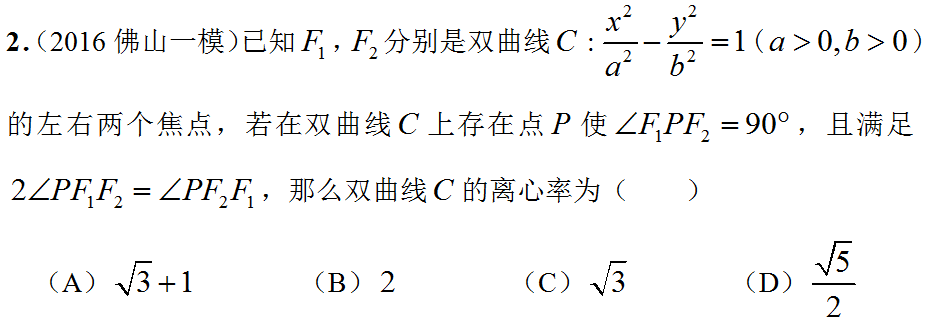 2.（2016 佛山一模）已知 $F_1$，$F_2$ 分别是双曲线 $C:\frac{x^2}{a^2}-\frac{y^2}{b^2}=1$（$a>0,b>0$）
的左右两个焦点，若在双曲线 $C$ 上存在点 $P$ 使 $\angle F_1PF_2=90°$，且满足
$2\angle PF_1F_2=\angle PF_2F_1$，那么双曲线 $C$ 的离心率为（　　）
（A）$\sqrt{3}+1$　（B）$2$　（C）$\sqrt{3}$　（D）$\frac{\sqrt{5}}{2}$